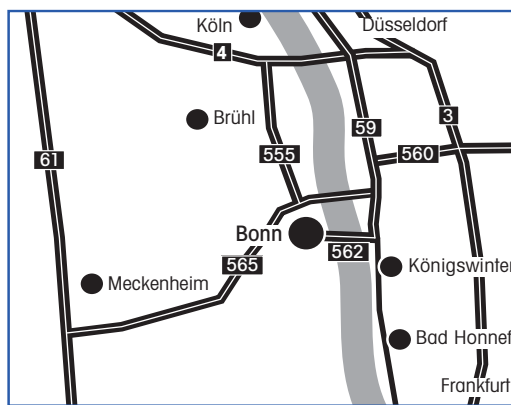 Köln
Düsseldorf
4
3
Brühl
59
61
555
560
Bonn
562
565
Königswinter
Meckenheim
Bad Honnef
Frankfurt